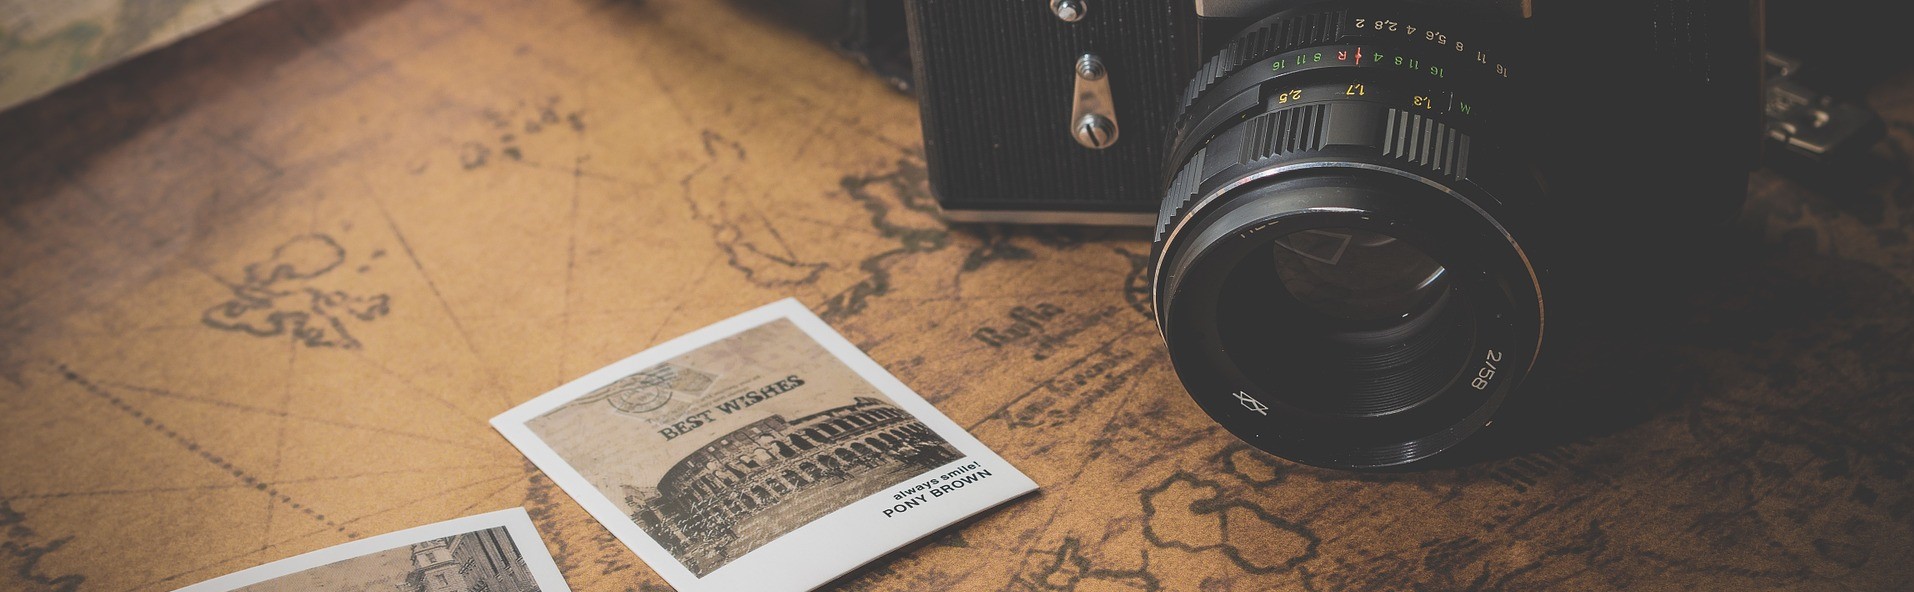 2 2,8 4 5,6 8 11 16
16 11 8 R 4 8 11 16
2,5 1,7 1,3 M
2/58
BEST WISHES
always smile!
PONY BROWN